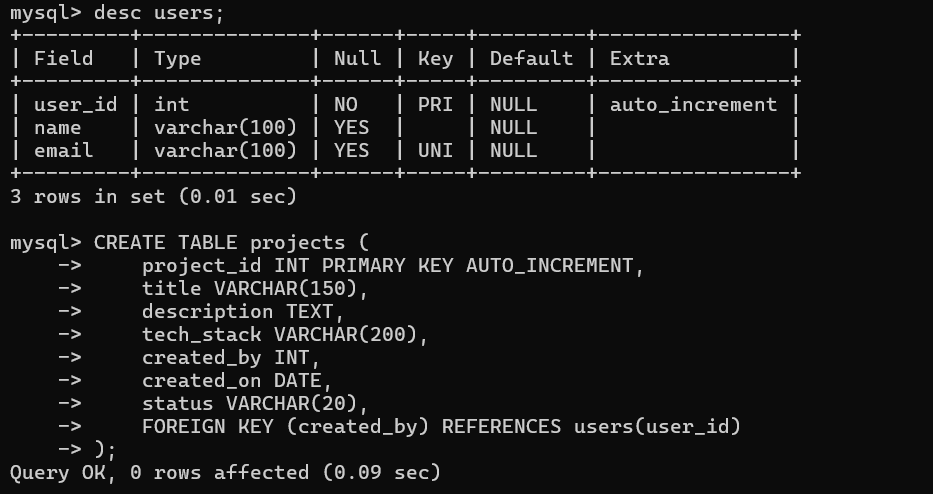 mysql> desc users;
+---------+--------------+------+-----+---------+----------------+
| Field   | Type         | Null | Key | Default | Extra          |
+---------+--------------+------+-----+---------+----------------+
| user_id | int          | NO   | PRI | NULL    | auto_increment |
| name    | varchar(100) | YES  |     | NULL    |                |
| email   | varchar(100) | YES  | UNI | NULL    |                |
+---------+--------------+------+-----+---------+----------------+
3 rows in set (0.01 sec)

mysql> CREATE TABLE projects (
    ->     project_id INT PRIMARY KEY AUTO_INCREMENT,
    ->     title VARCHAR(150),
    ->     description TEXT,
    ->     tech_stack VARCHAR(200),
    ->     created_by INT,
    ->     created_on DATE,
    ->     status VARCHAR(20),
    ->     FOREIGN KEY (created_by) REFERENCES users(user_id)
    -> );
Query OK, 0 rows affected (0.09 sec)